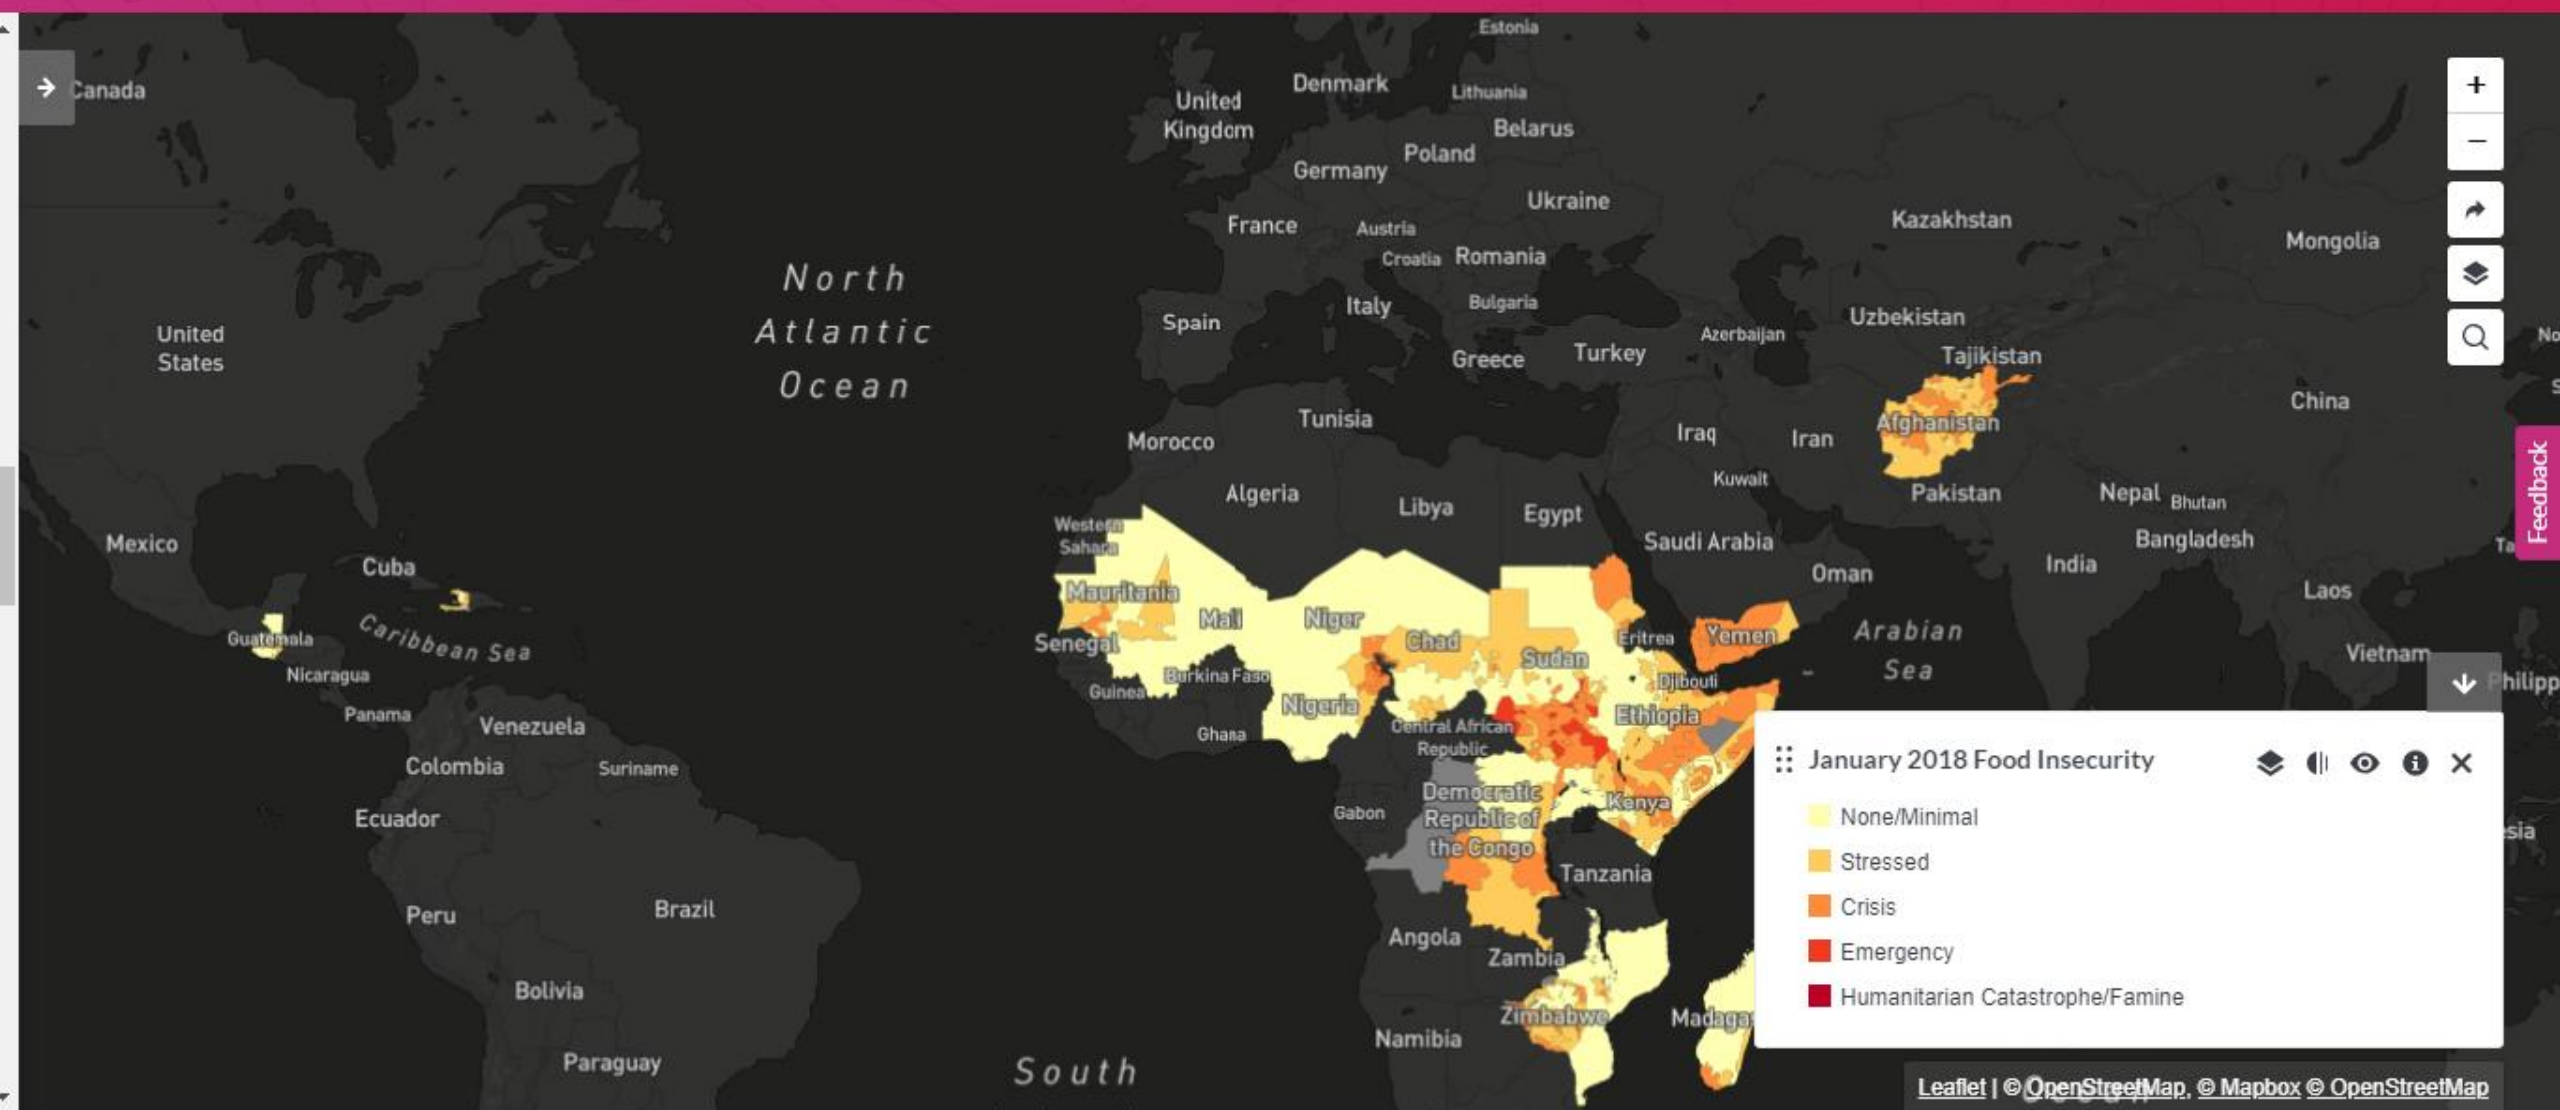 Estonia
Canada
Denmark
United
Kingdom
Lithuania
Belarus
Poland
Germany
Ukraine
France
Austria
Kazakhstan
Mongolia
Croatia
Romania
North
Atlantic
Ocean
Italy
Bulgaria
Spain
Uzbekistan
United
States
Azerbaijan
No
Greece
Turkey
Tajikistan
China
Tunisia
Morocco
Iraq
Iran
Afghanistan
Kuwait
Pakistan
Nepal
Bhutan
Feedback
Algeria
Libya
Egypt
Western
Sahara
Saudi Arabia
Bangladesh
Mexico
Cuba
India
Ta
Oman
Laos
Mauritania
Mali
Niger
Chad
Sudan
Eritrea
Yemen
Arabian
Sea
Caribbean Sea
Guatemala
Senegal
Nicaragua
Burkina Faso
Djibouti
Vietnam
Philipp
Guinea
Nigeria
Ethiopia
Panama
Venezuela
Ghana
Central African
Republic
Colombia
Suriname
January 2018 Food Insecurity
None/Minimal
Stressed
Crisis
Emergency
Humanitarian Catastrophe/Famine
Ecuador
Gabon
Democratic
Republic of
the Congo
Kenya
esia
Tanzania
Peru
Brazil
Angola
Zambia
Bolivia
Zimbabwe
Madaga
Namibia
Paraguay
South
Leaflet | © OpenStreetMap, © Mapbox © OpenStreetMap